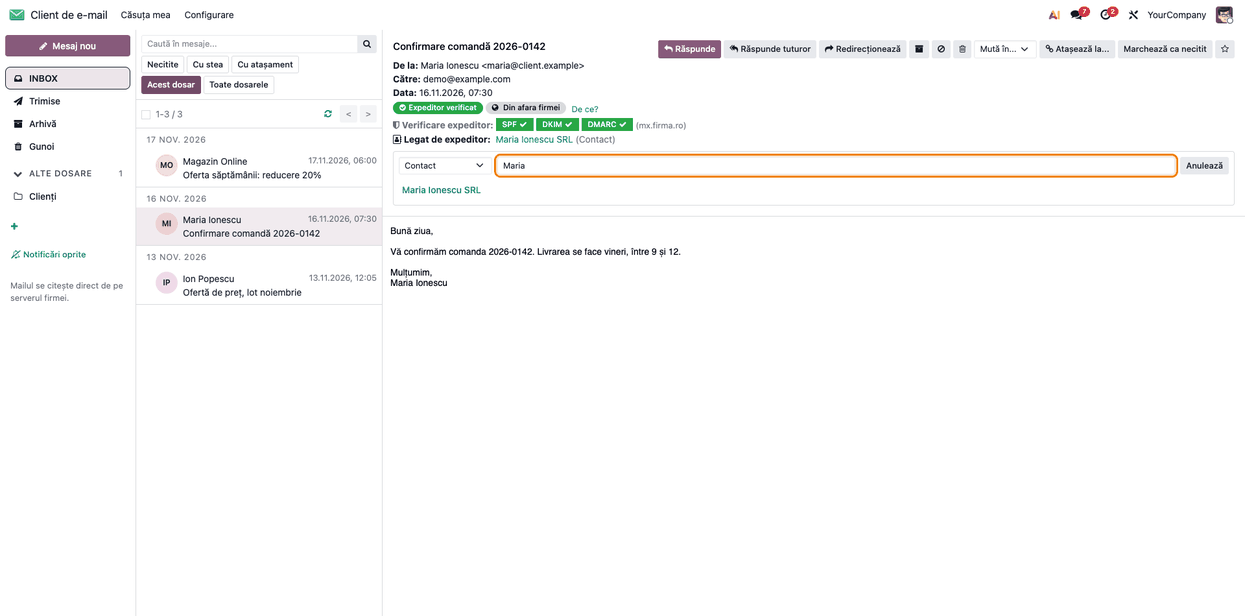 Client de e-mail
Căsuța mea
Configurare
7
2
YourCompany
Mesaj nou
INBOX
Trimise
Arhivă
Gunoi
ALTE DOSARE 1
Clienți
+
Notificări oprite
Mailul se citește direct de pe
serverul firmei.
Caută în mesaje...
Necitite
Cu stea
Cu atașament
Acest dosar
Toate dosarele
1-3 / 3
<
>
17 NOV. 2026
MO
Magazin Online 17.11.2026, 06:00
Oferta săptămânii: reducere 20%
16 NOV. 2026
MI
Maria Ionescu 16.11.2026, 07:30
Confirmare comandă 2026-0142
13 NOV. 2026
IP
Ion Popescu 13.11.2026, 12:05
Ofertă de preț, lot noiembrie
Confirmare comandă 2026-0142
Răspunde
Răspunde tuturor
Redirecționează
Mută în...
Atașează la...
Marchează ca necitit
De la: Maria Ionescu <maria@client.example>
Către: demo@example.com
Data: 16.11.2026, 07:30
Expeditor verificat
Din afara firmei
De ce?
Verificare expeditor: SPF DKIM DMARC (mx.firma.ro)
Legat de expeditor: Maria Ionescu SRL (Contact)
Contact
Maria
Anulează
Maria Ionescu SRL
Bună ziua,
Vă confirmăm comanda 2026-0142. Livrarea se face vineri, între 9 și 12.
Mulțumim,
Maria Ionescu